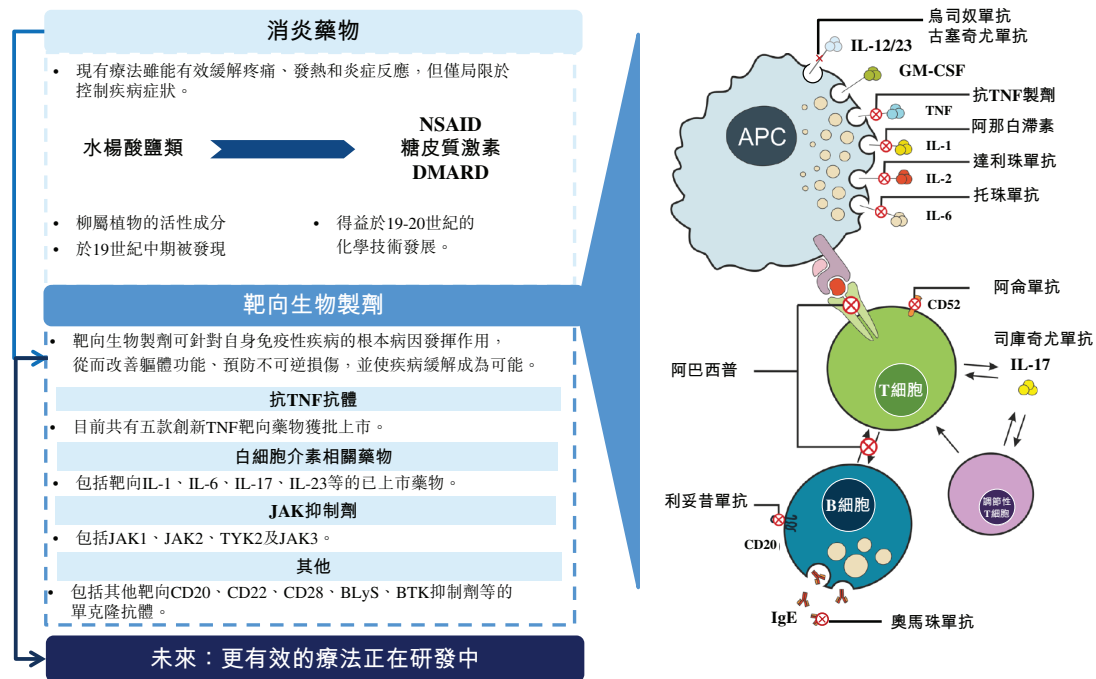 消炎藥物
• 現有療法雖能有效緩解疼痛、發熱和炎症反應，但僅局限於
控制疾病症狀。
水楊酸鹽類
NSAID
糖皮質激素
DMARD
• 柳屬植物的活性成分
• 於19世紀中期被發現
• 得益於19-20世紀的
化學技術發展。
靶向生物製劑
• 靶向生物製劑可針對自身免疫性疾病的根本病因發揮作用，
從而改善軀體功能、預防不可逆損傷，並使疾病緩解成為可能。
抗TNF抗體
• 目前共有五款創新TNF靶向藥物獲批上市。
白細胞介素相關藥物
• 包括靶向IL-1、IL-6、IL-17、IL-23等的已上市藥物。
JAK抑制劑
• 包括JAK1、JAK2、TYK2及JAK3。
其他
• 包括其他靶向CD20、CD22、CD28、BLyS、BTK抑制劑等的
單克隆抗體。
未來：更有效的療法正在研發中
烏司奴單抗
古塞奇尤單抗
IL-12/23
GM-CSF
抗TNF製劑
TNF
阿那白滯素
IL-1
達利珠單抗
IL-2
托珠單抗
IL-6
APC
阿侖單抗
CD52
司庫奇尤單抗
IL-17
T細胞
阿巴西普
利妥昔單抗
CD20
B細胞
調節性
T細胞
IgE
奧馬珠單抗